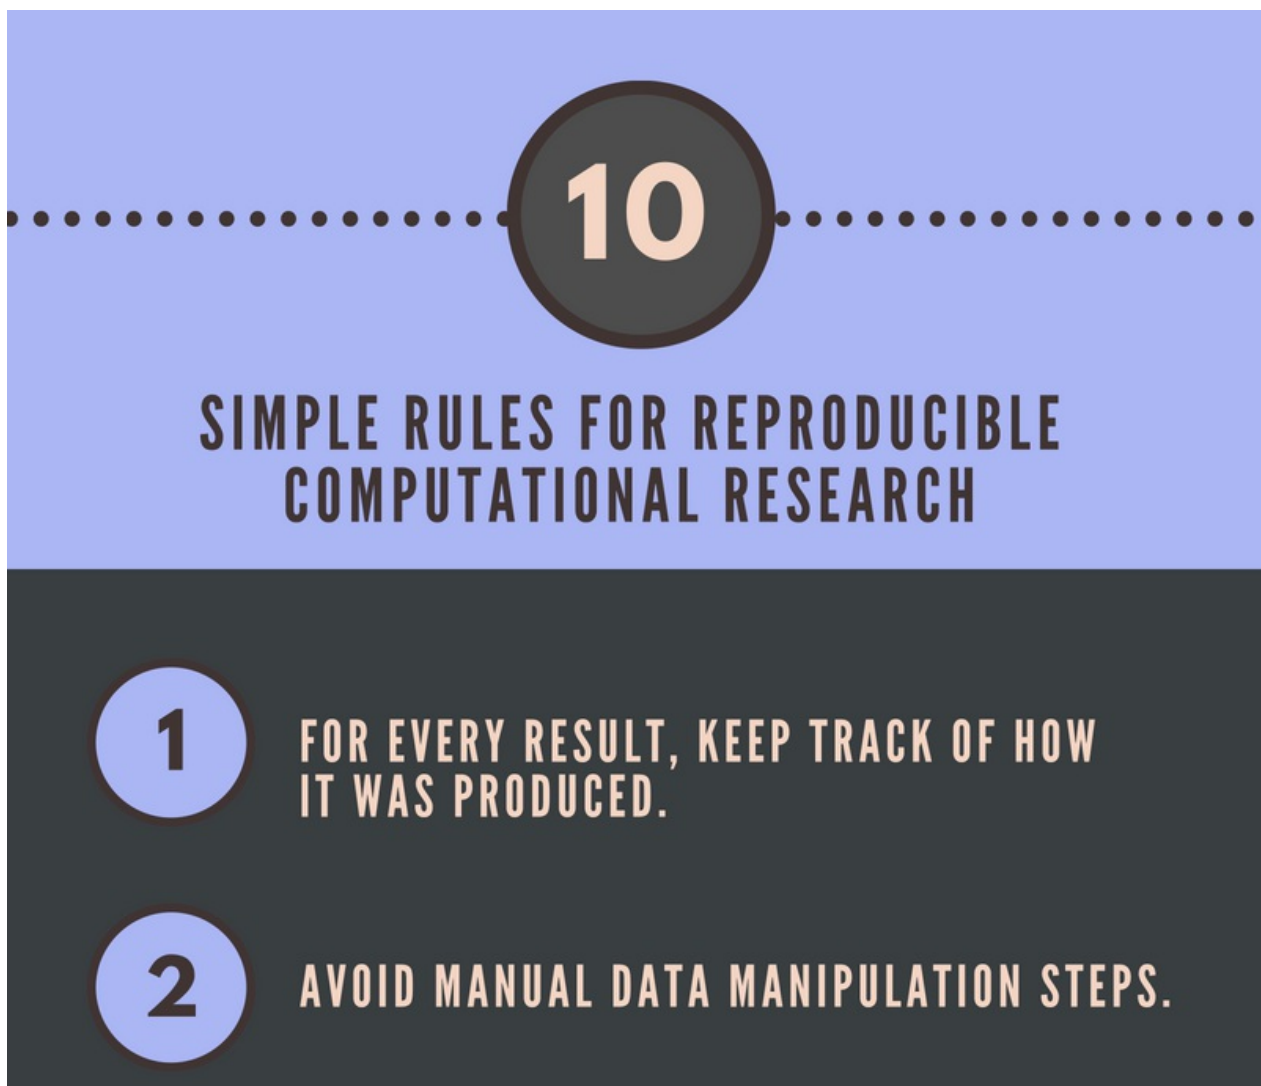 10
SIMPLE RULES FOR REPRODUCIBLE
COMPUTATIONAL RESEARCH
1
FOR EVERY RESULT, KEEP TRACK OF HOW
IT WAS PRODUCED.
2
AVOID MANUAL DATA MANIPULATION STEPS.